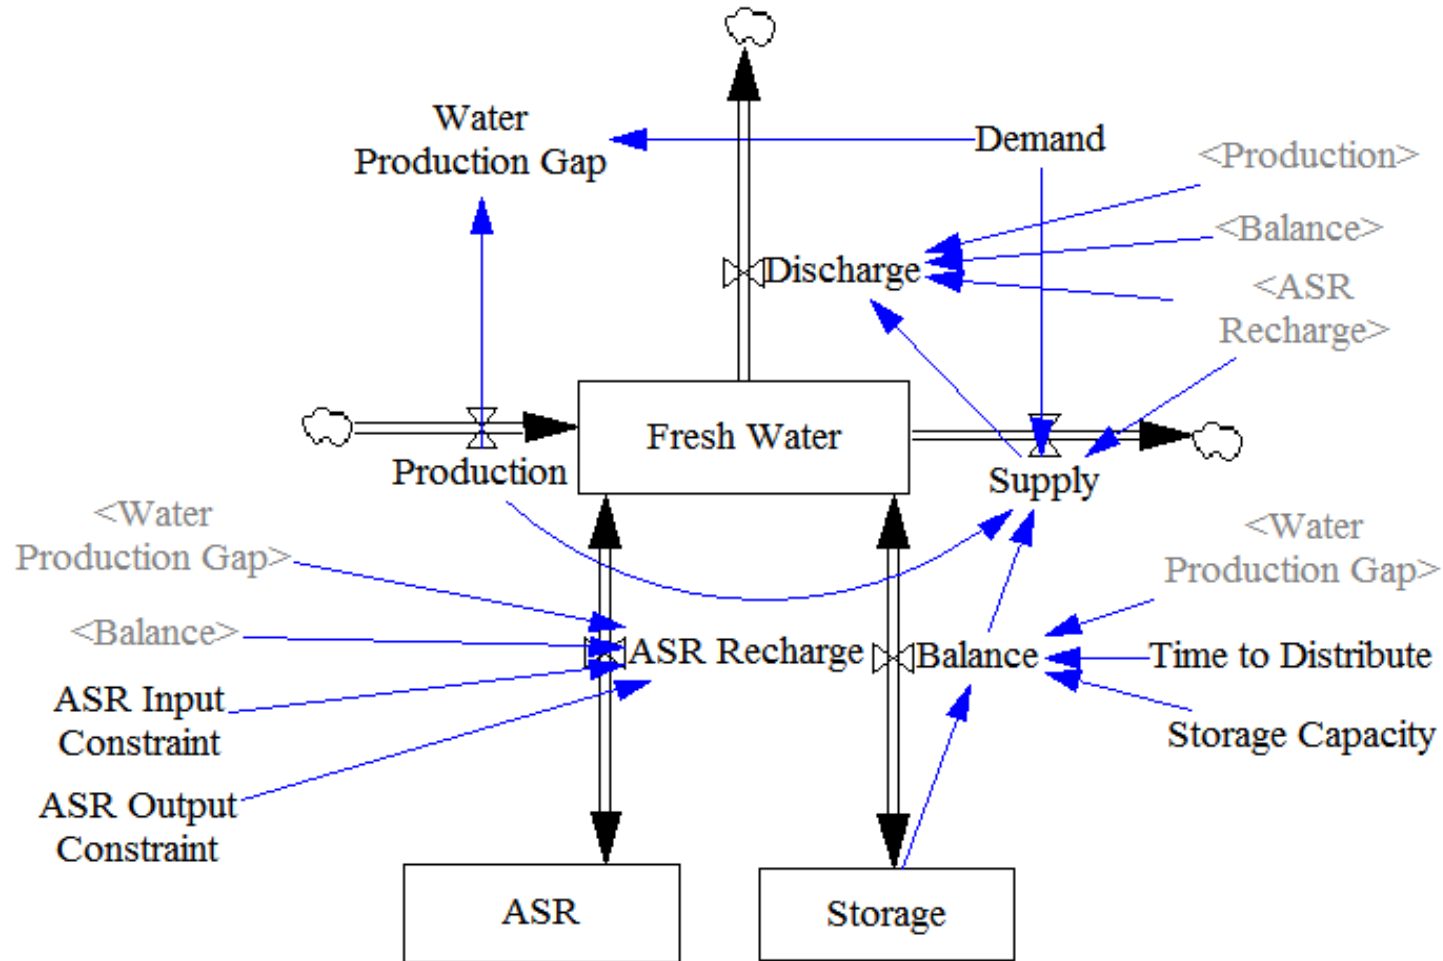 Water
Production Gap
Demand
<Production>
<Balance>
Discharge
<ASR
Recharge>
Fresh Water
Production
Supply
<Water
Production Gap>
<Water
Production Gap>
<Balance>
ASR Recharge
Balance
Time to Distribute
ASR Input
Constraint
Storage Capacity
ASR Output
Constraint
ASR
Storage